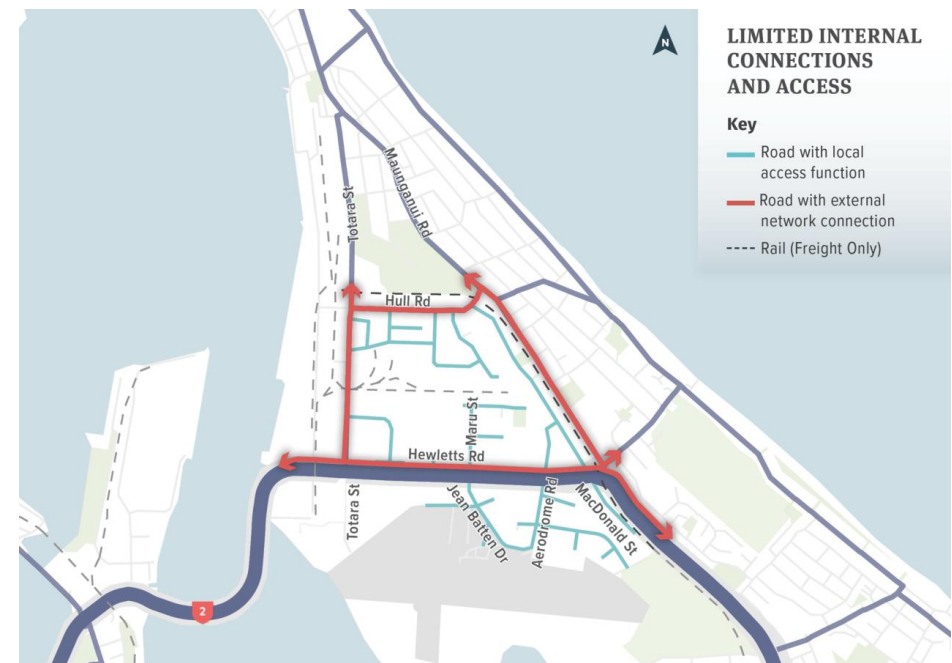 N
LIMITED INTERNAL
CONNECTIONS
AND ACCESS
Key
Road with local
access function
Road with external
network connection
Rail (Freight Only)
Totara St
Maunganui Rd
Hull Rd
Maru St
Hewletts Rd
Totara St
Jean Batten Dr
Aerodrome Rd
MacDonald St
2